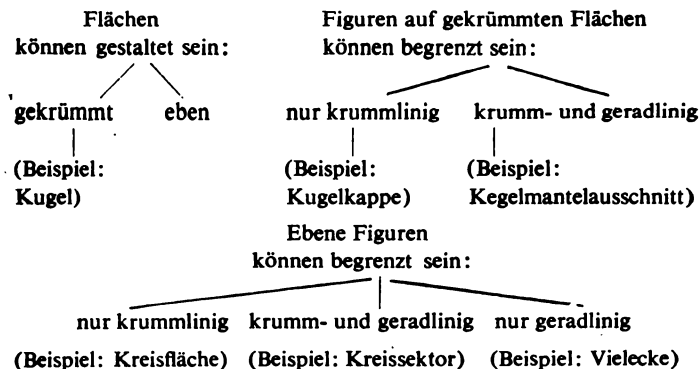 Flächen
können gestaltet sein:
gekrümmt eben
(Beispiel:
Kugel)
Figuren auf gekrümmten Flächen
können begrenzt sein:
nur krummlinig krumm- und geradlinig
(Beispiel:
Kugelkappe)
(Beispiel:
Kegelmantelausschnitt)
Ebene Figuren
können begrenzt sein:
nur krummlinig krumm- und geradlinig nur geradlinig
(Beispiel: Kreisfläche) (Beispiel: Kreissektor) (Beispiel: Vielecke)